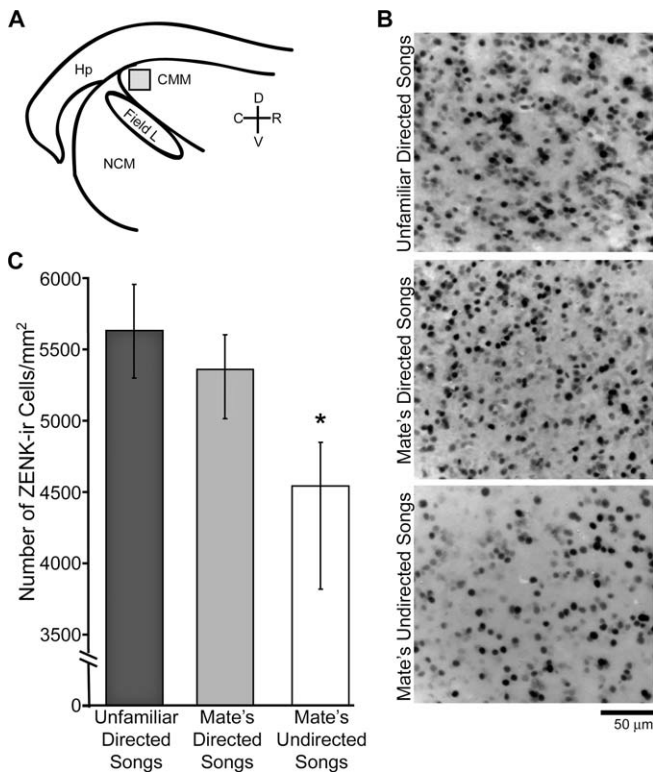 A
Hp
CMM
Field L
NCM
D
C
R
V
B
Unfamiliar Directed Songs
Mate's Directed Songs
Mate's Undirected Songs
50 μm
C
Number of ZENK-ir Cells/mm²
6000
5500
5000
4500
4000
3500
0
*
Unfamiliar
Directed
Songs
Mate's
Directed
Songs
Mate's
Undirected
Songs